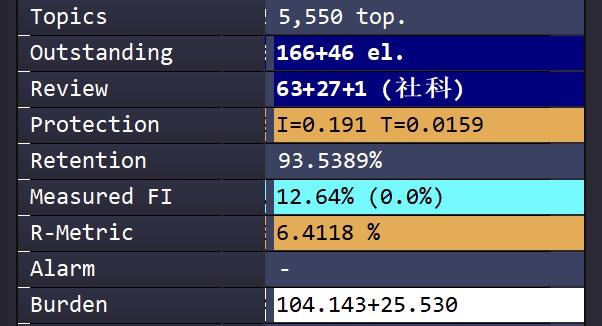 Topics 5,550 top.
Outstanding 166+46 el.
Review 63+27+1 (社科)
Protection I=0.191 T=0.0159
Retention 93.5389%
Measured FI 12.64% (0.0%)
R-Metric 6.4118 %
Alarm -
Burden 104.143+25.530